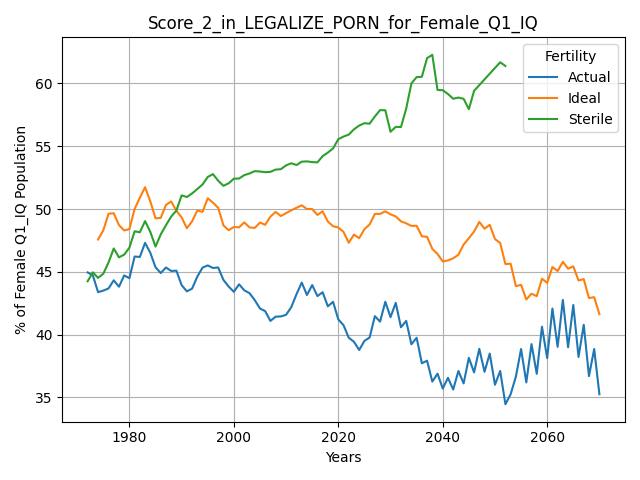 Score_2_in_LEGALIZE_PORN_for_Female_Q1_IQ
% of Female Q1_IQ Population
60
55
50
45
40
35
Fertility
Actual
Ideal
Sterile
1980 2000 2020 2040 2060
Years